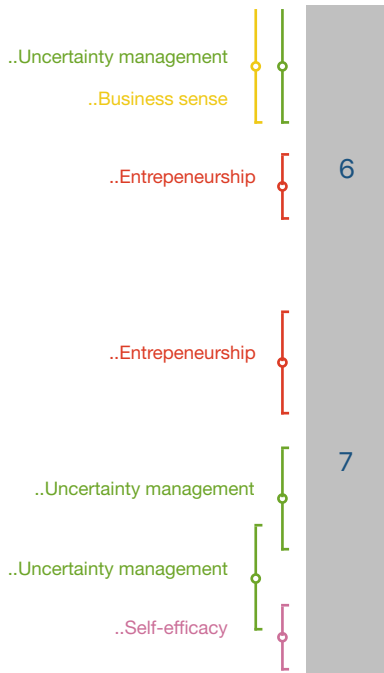 ..Uncertainty management
..Business sense
..Entrepeneurship
6
..Entrepeneurship
7
..Uncertainty management
..Uncertainty management
..Self-efficacy